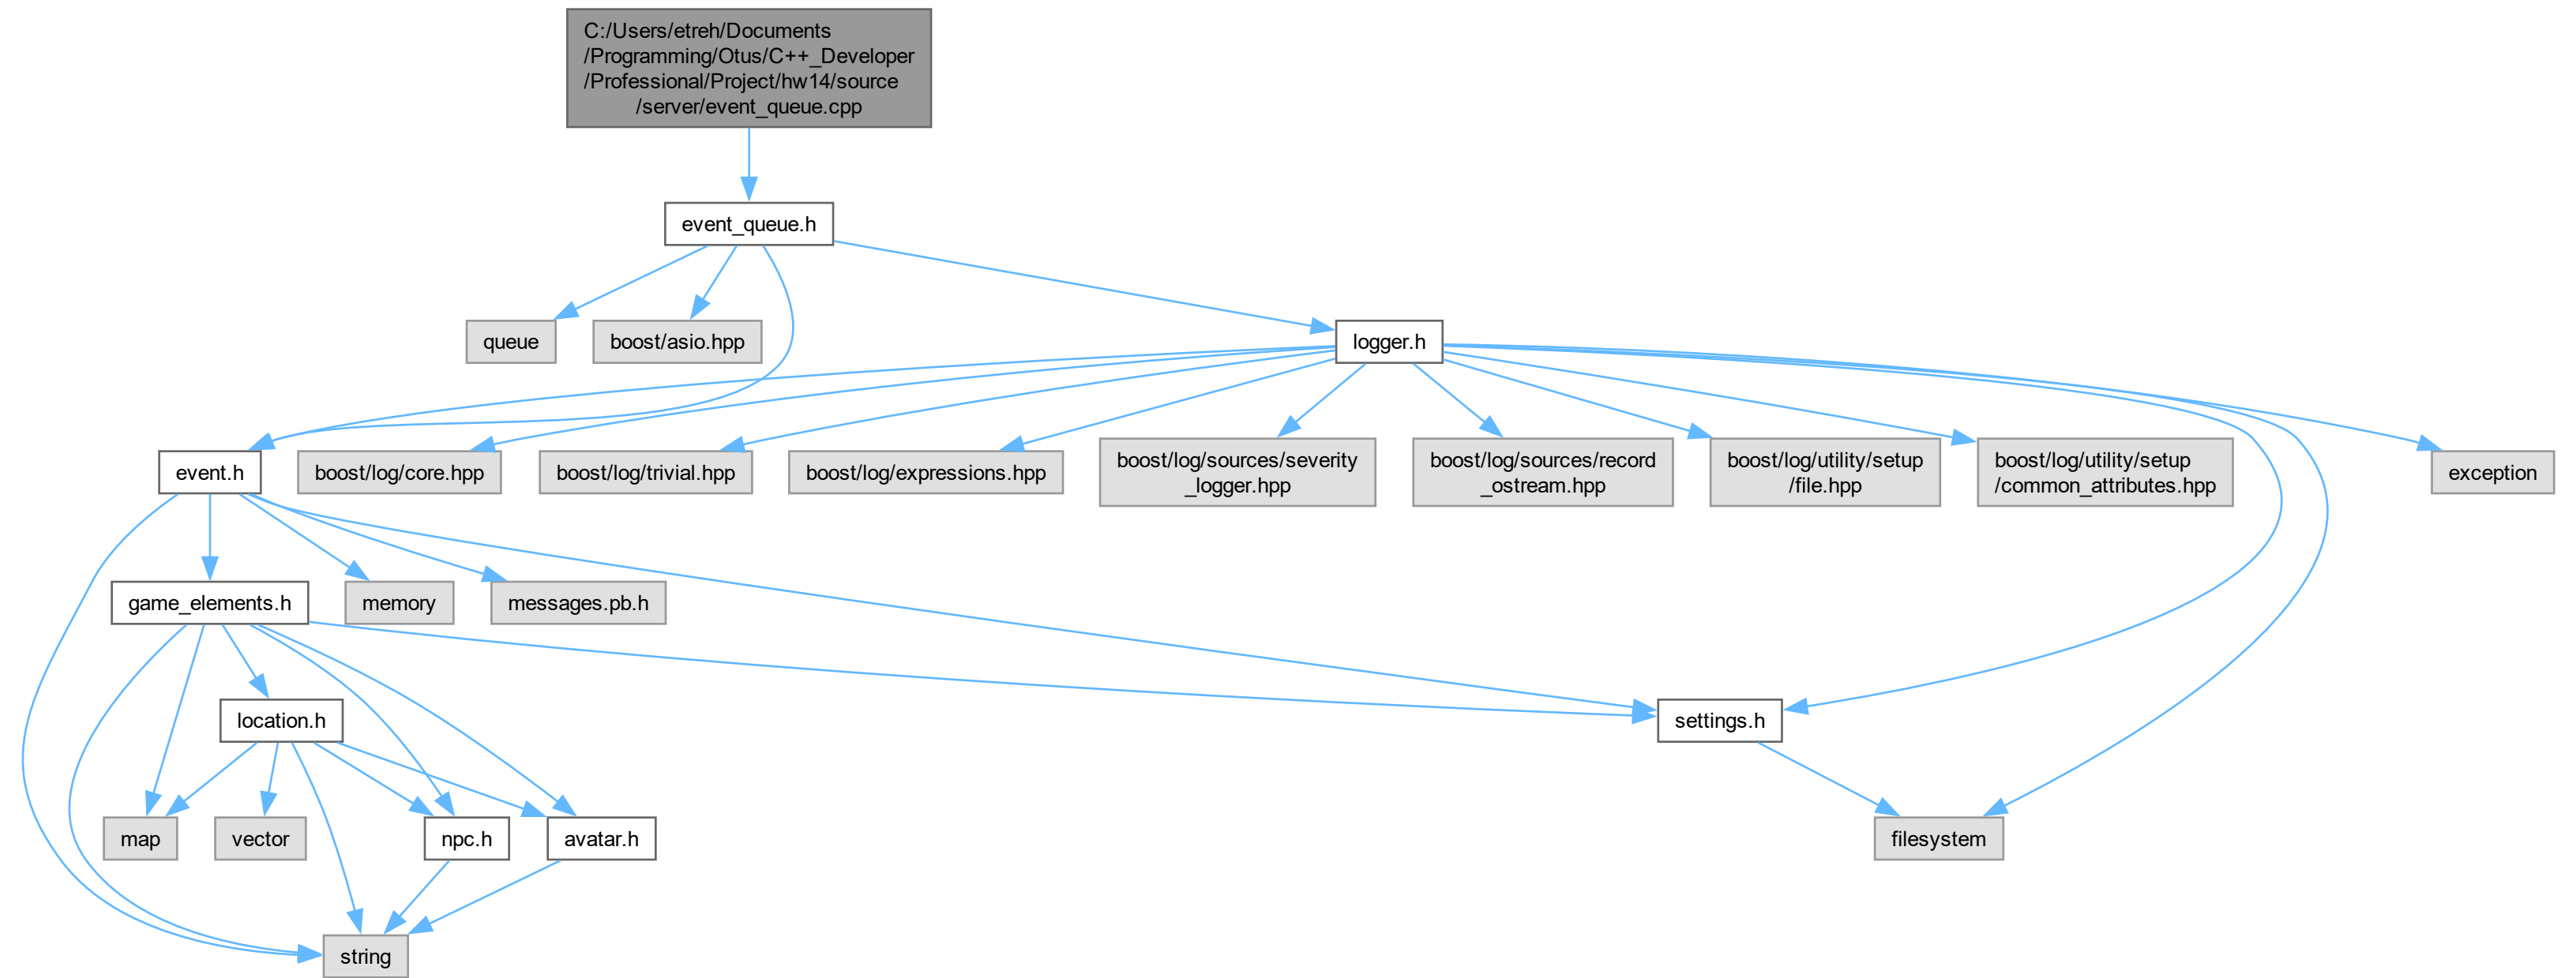 C:/Users/etreh/Documents
/Programming/Otus/C++_Developer
/Professional/Project/hw14/source
/server/event_queue.cpp
event_queue.h
queue
boost/asio.hpp
logger.h
event.h
boost/log/core.hpp
boost/log/trivial.hpp
boost/log/expressions.hpp
boost/log/sources/severity
_logger.hpp
boost/log/sources/record
_ostream.hpp
boost/log/utility/setup
/file.hpp
boost/log/utility/setup
/common_attributes.hpp
exception
game_elements.h
memory
messages.pb.h
location.h
settings.h
map
vector
npc.h
avatar.h
filesystem
string